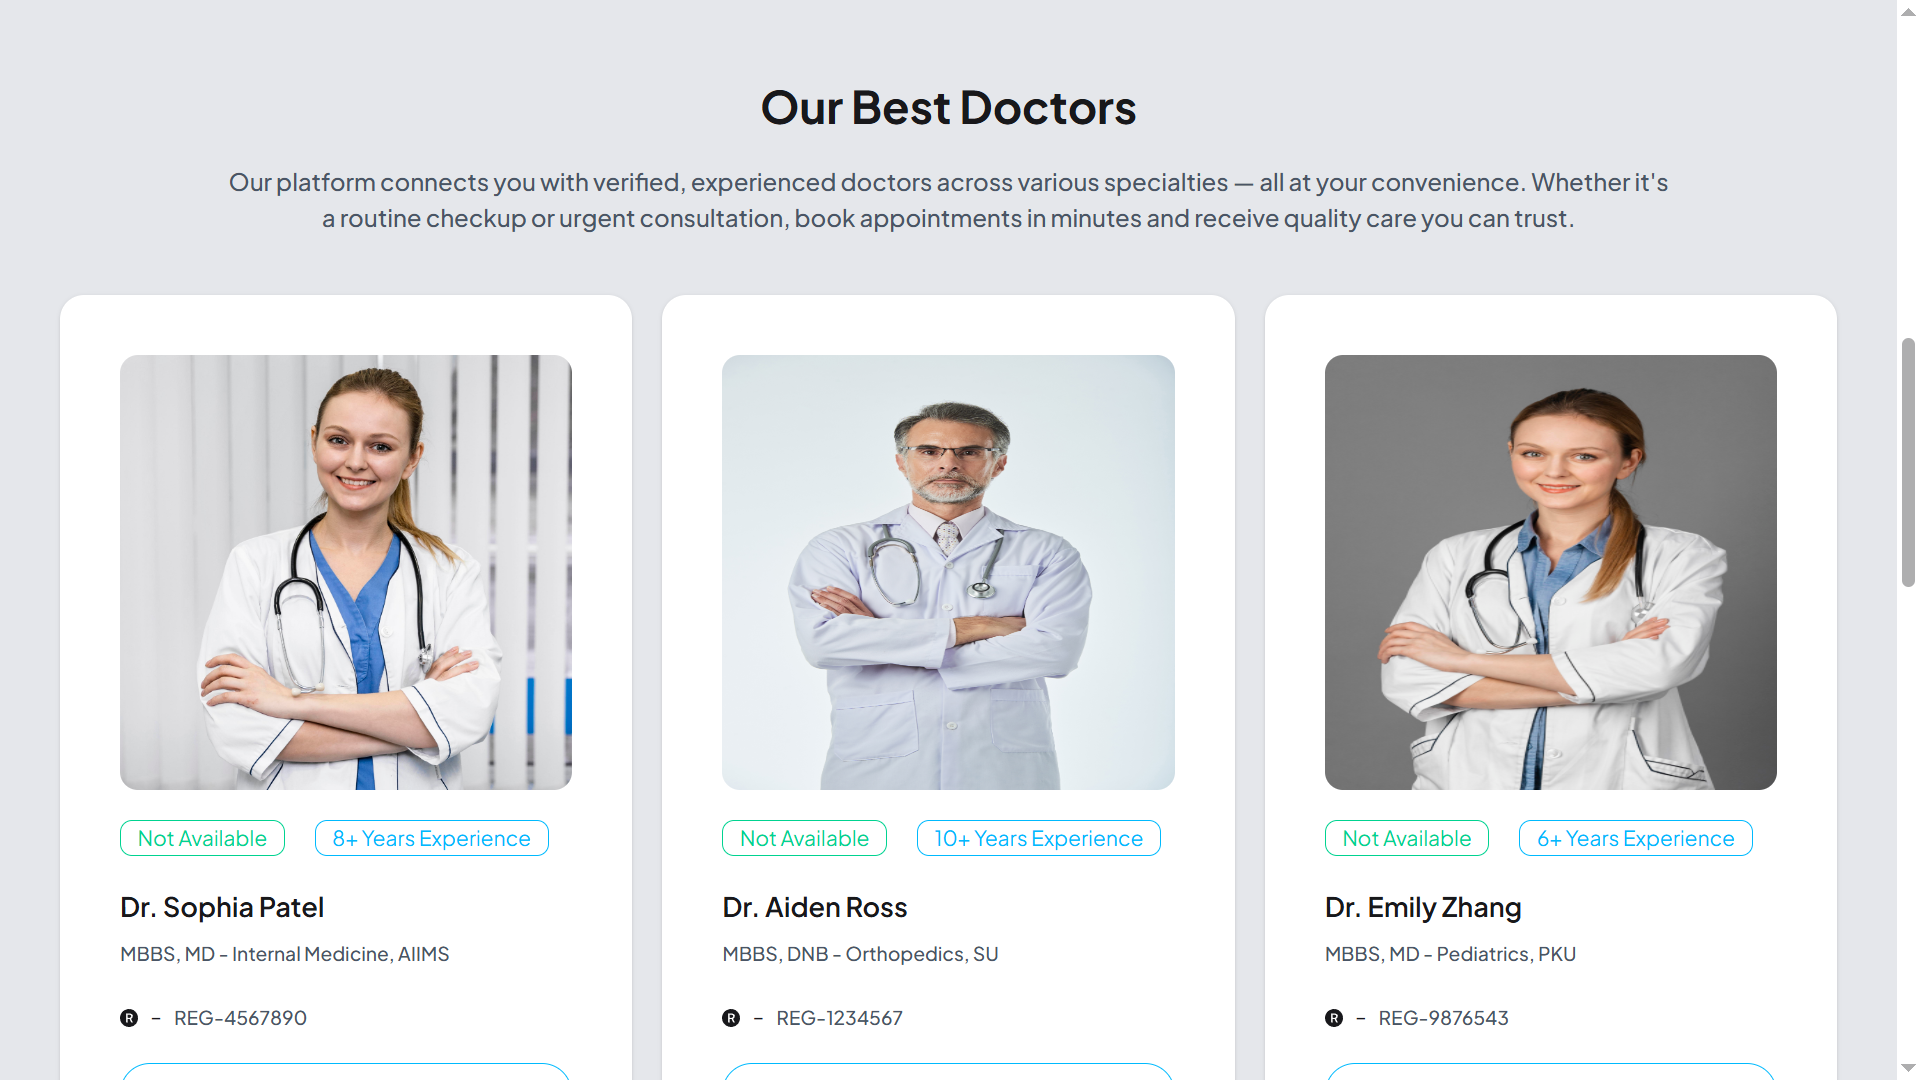 Our Best Doctors
Our platform connects you with verified, experienced doctors across various specialties — all at your convenience. Whether it's
a routine checkup or urgent consultation, book appointments in minutes and receive quality care you can trust.
Not Available
8+ Years Experience
Dr. Sophia Patel
MBBS, MD - Internal Medicine, AIIMS
R – REG-4567890
Not Available
10+ Years Experience
Dr. Aiden Ross
MBBS, DNB - Orthopedics, SU
R – REG-1234567
Not Available
6+ Years Experience
Dr. Emily Zhang
MBBS, MD - Pediatrics, PKU
R – REG-9876543